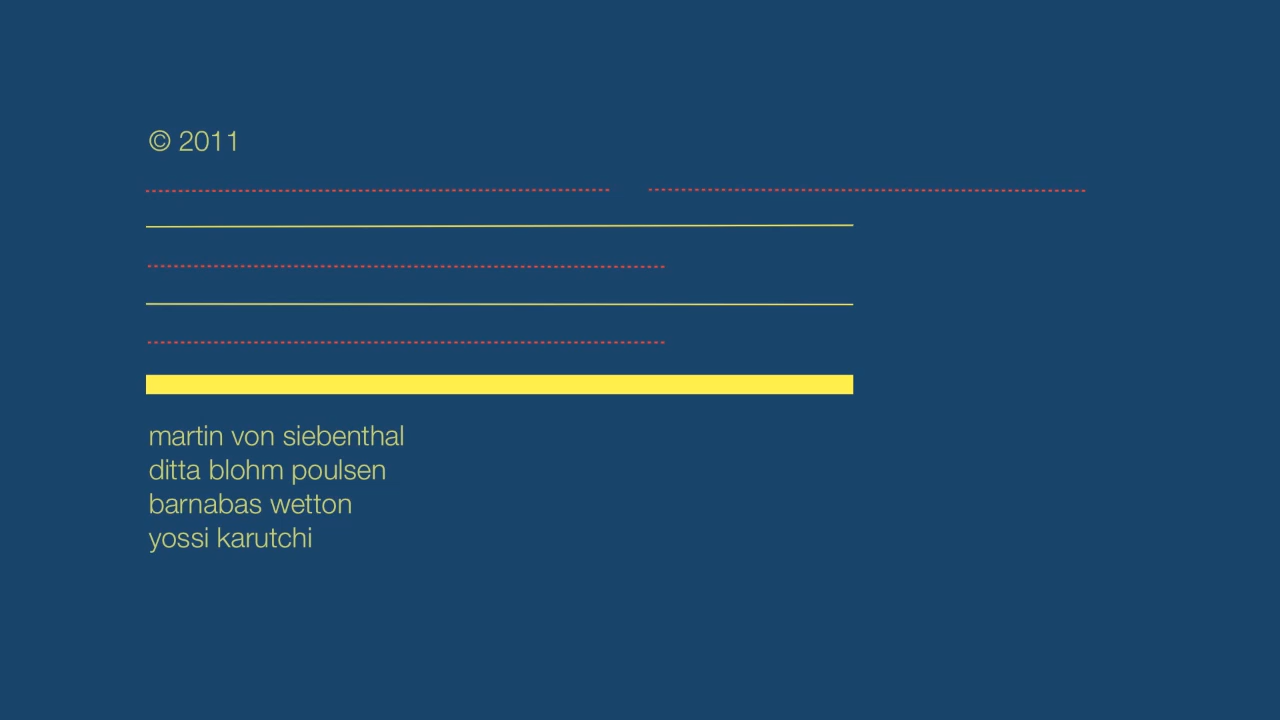 © 2011
martin von siebenthal
ditta blohm poulsen
barnabas wetton
yossi karutchi